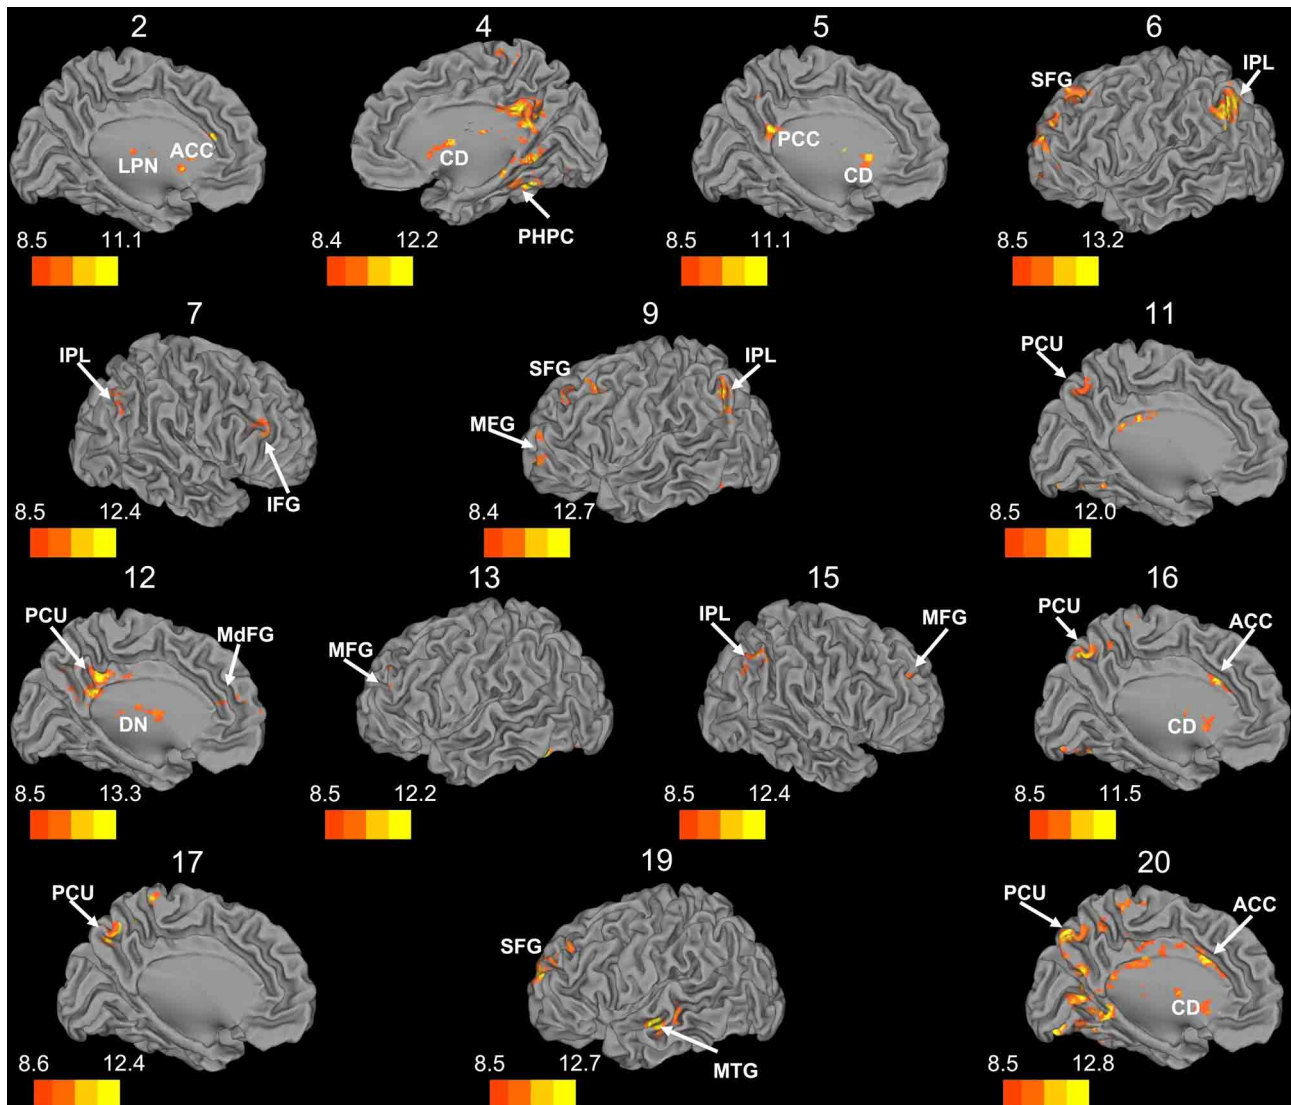 2
4
5
6
LPN
ACC
CD
PHPC
PCC
CD
SFG
IPL
8.5 11.1
8.4 12.2
8.5 11.1
8.5 13.2
7
9
11
IPL
IFG
SFG
IPL
MFG
PCU
8.5 12.4
8.4 12.7
8.5 12.0
12
13
15
16
PCU
MdFG
DN
MFG
IPL
MFG
PCU
ACC
CD
8.5 13.3
8.5 12.2
8.5 12.4
8.5 11.5
17
19
20
PCU
SFG
MTG
PCU
ACC
CD
8.6 12.4
8.5 12.7
8.5 12.8